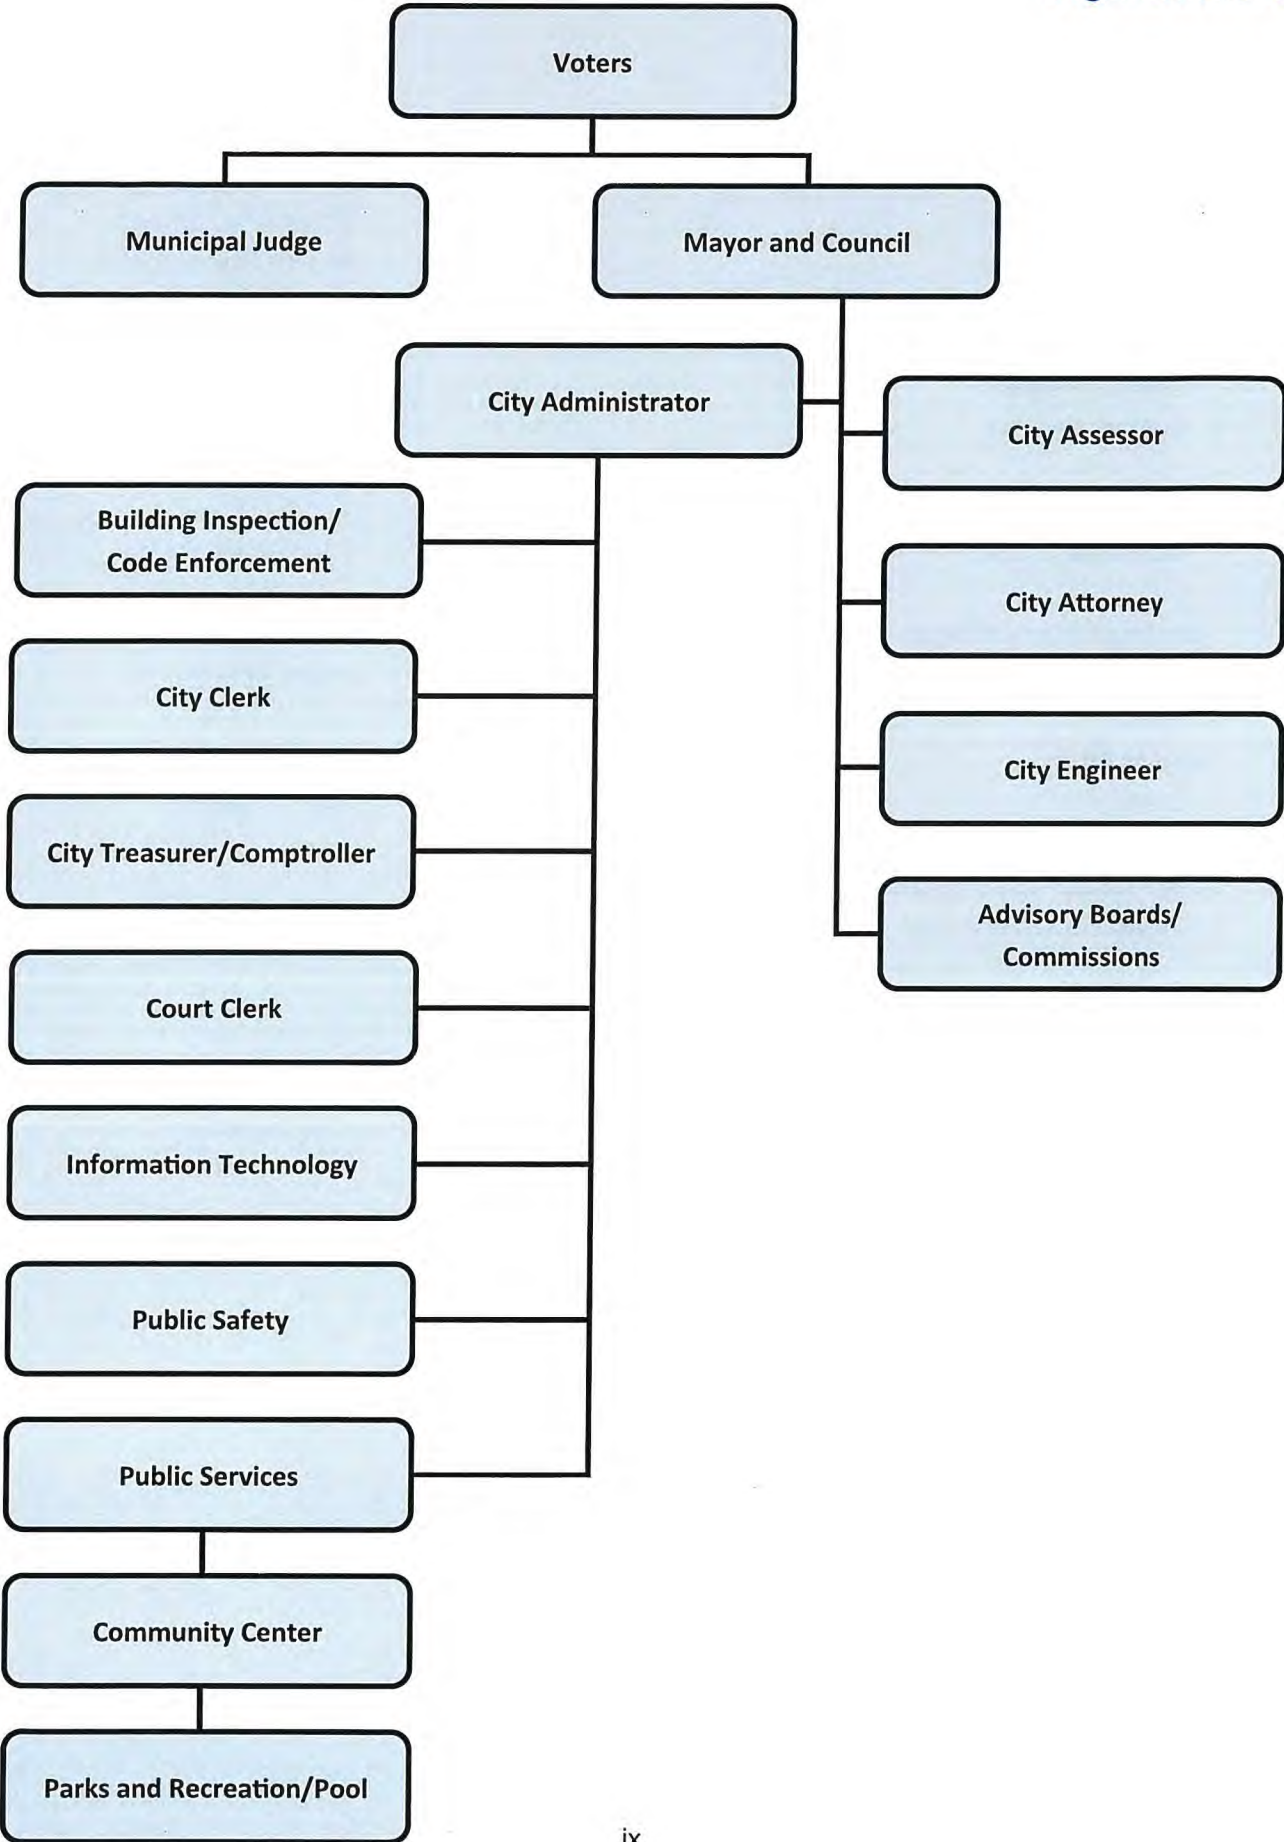 Voters
Municipal Judge
Mayor and Council
City Administrator
City Assessor
Building Inspection/
Code Enforcement
City Attorney
City Clerk
City Engineer
City Treasurer/Comptroller
Advisory Boards/
Commissions
Court Clerk
Information Technology
Public Safety
Public Services
Community Center
Parks and Recreation/Pool
ix